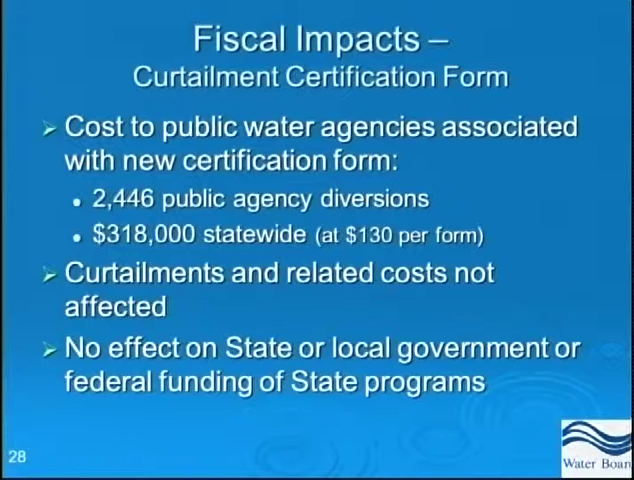 Fiscal Impacts –
Curtailment Certification Form
Cost to public water agencies associated
with new certification form:
2,446 public agency diversions
$318,000 statewide (at $130 per form)
Curtailments and related costs not
affected
No effect on State or local government or
federal funding of State programs
28
Water Boar